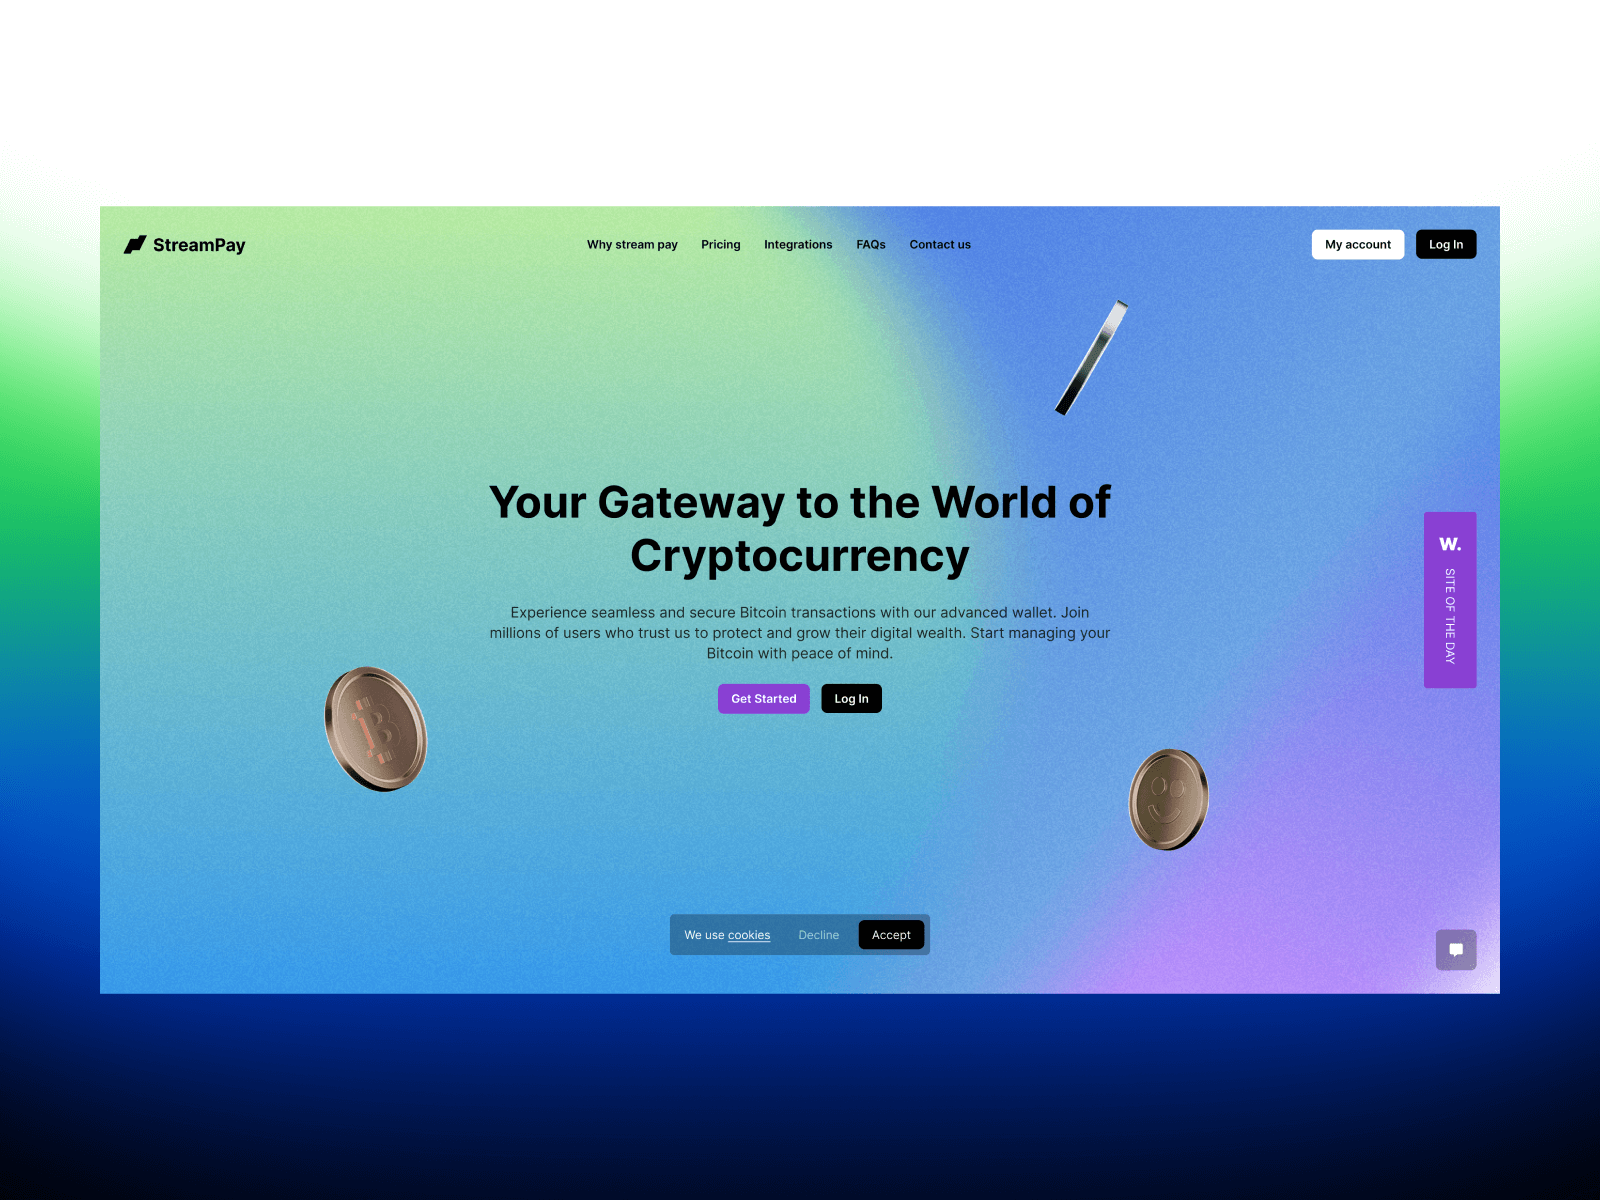 StreamPay
Why stream pay
Pricing
Integrations
FAQs
Contact us
My account
Log In
Your Gateway to the World of
Cryptocurrency
Experience seamless and secure Bitcoin transactions with our advanced wallet. Join
millions of users who trust us to protect and grow their digital wealth. Start managing your
Bitcoin with peace of mind.
Get Started
Log In
W.
SITE OF THE DAY
We use cookies
Decline
Accept